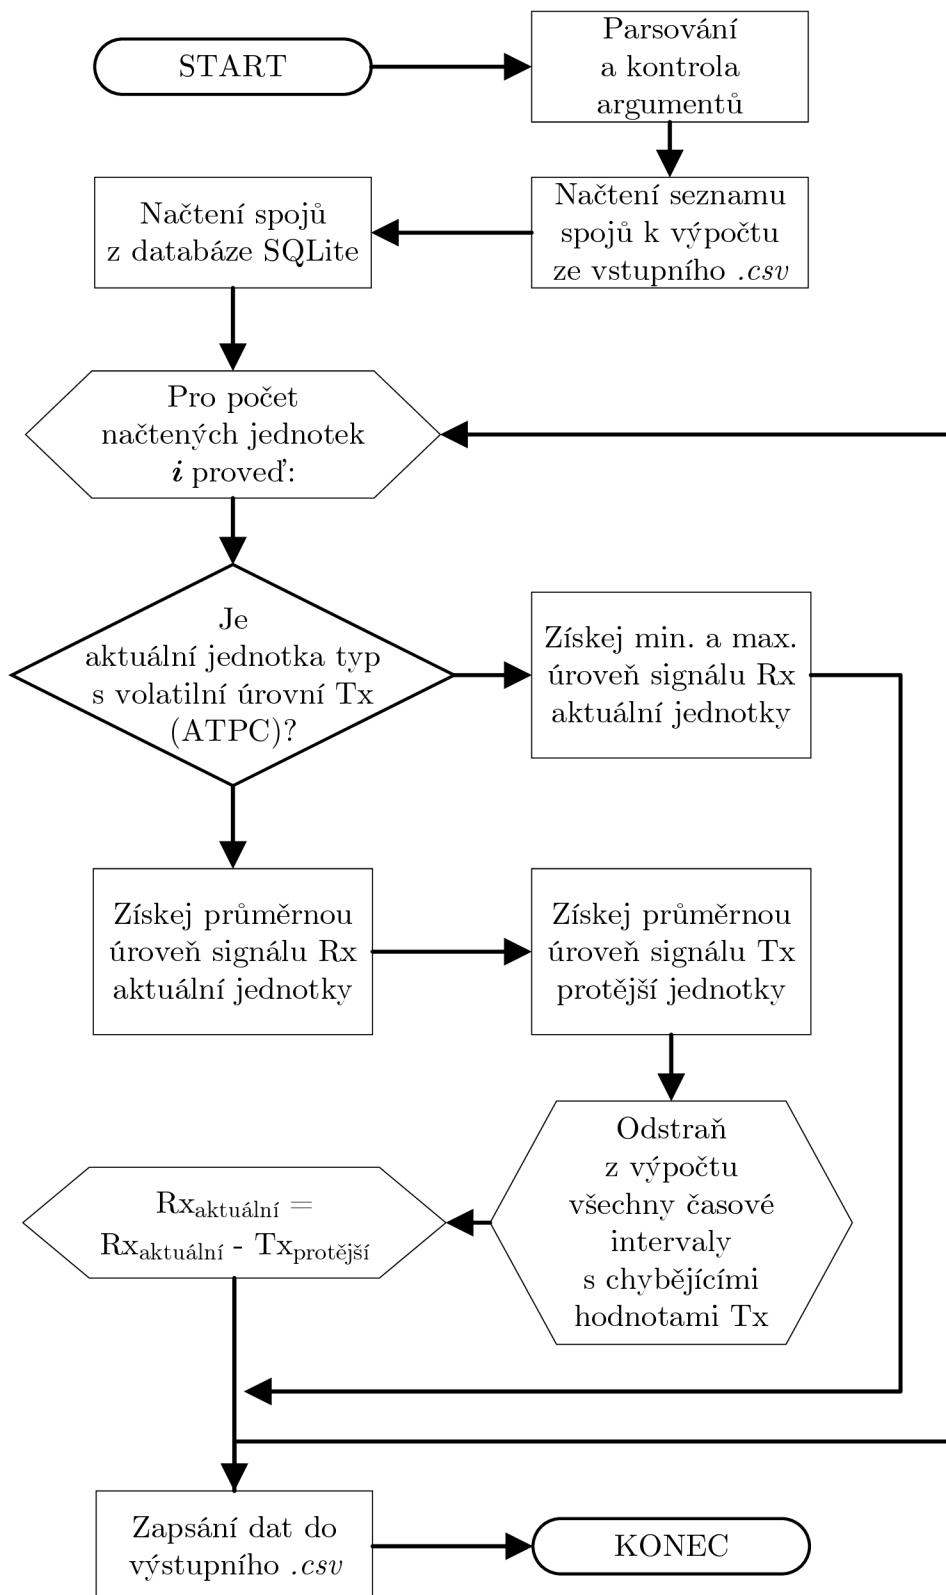 START
Parsování
a kontrola
argumentů
Načtení seznamu
spojů k výpočtu
ze vstupního .csv
Načtení spojů
z databáze SQLite
Pro počet
načtených jednotek
i proveď:
Je
aktuální jednotka typ
s volatilní úrovní Tx
(ATPC)?
Získej min. a max.
úroveň signálu Rx
aktuální jednotky
Získej průměrnou
úroveň signálu Rx
aktuální jednotky
Získej průměrnou
úroveň signálu Tx
protější jednotky
Odstraň
z výpočtu
všechny časové
intervaly
s chybějícími
hodnotami Tx
Rxaktuální =
Rxaktuální - Txprotější
Zapsání dat do
výstupního .csv
KONEC